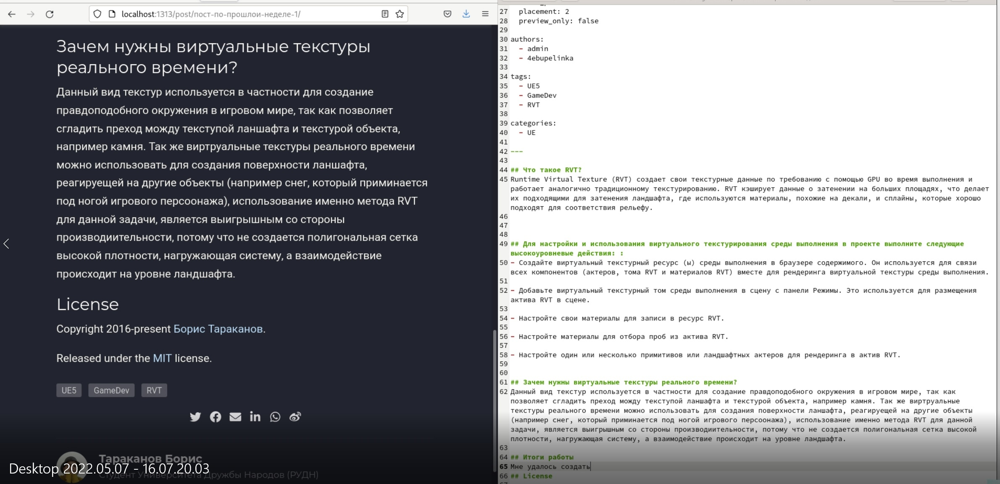 localhost:1313/post/пост-по-прошлои-неделе-1/
Зачем нужны виртуальные текстуры
реального времени?
Данный вид текстур используется в частности для создание
правдоподобного окружения в игровом мире, так как позволяет
сгладить преход можду текступой ланшафта и текстурой объекта,
например камня. Так же виртруальные текстуры реального времени
можно использовать для создания поверхности ланшафта,
реагируещей на другие объекты (например снег, который приминается
под ногой игрового персоонажа), использование именно метода RVT
для данной задачи, является выигрышным со стороны
производиительности, потому что не создается полигональная сетка
высокой плотности, нагружающая систему, а взаимодействие
происходит на уровне ландшафта.
License
Copyright 2016-present Борис Тараканов.
Released under the MIT license.
UE5 GameDev RVT
Тараканов Борис
Студент Университета Дружбы Народов (РУДН)
Desktop 2022.05.07 - 16.07.20.03
27 placement: 2
28 preview_only: false
29
30 authors:
31 - admin
32 - 4ebupelinka
33
34 tags:
35 - UE5
36 - GameDev
37 - RVT
38
39 categories:
40 - UE
41
42 ---
43
44 ## Что такое RVT?
45 Runtime Virtual Texture (RVT) создает свои текстурные данные по требованию с помощью GPU во время выполнения и
работает аналогично традиционному текстурированию. RVT кэширует данные о затенении на больших площадях, что делает
их подходящими для затенения ландшафта, где используются материалы, похожие на декали, и сплайны, которые хорошо
подходят для соответствия рельефу.
46
47
48
49 ## Для настройки и использования виртуального текстурирования среды выполнения в проекте выполните следующие
высокоуровневые действия: :
50 - Создайте виртуальный текстурный ресурс (ы) среды выполнения в браузере содержимого. Он используется для связи
всех компонентов (актеров, тома RVT и материалов RVT) вместе для рендеринга виртуальной текстуры среды выполнения.
51
52 - Добавьте виртуальный текстурный том среды выполнения в сцену с панели Режимы. Это используется для размещения
актива RVT в сцене.
53
54 - Настройте свои материалы для записи в ресурс RVT.
55
56 - Настройте материалы для отбора проб из актива RVT.
57
58 - Настройте один или несколько примитивов или ландшафтных актеров для рендеринга в актив RVT.
59
60
61 ## Зачем нужны виртуальные текстуры реального времени?
62 Данный вид текстур используется в частности для создание правдоподобного окружения в игровом мире, так как
позволяет сгладить преход можду текступой ланшафта и текстурой объекта, например камня. Так же виртруальные
текстуры реального времени можно использовать для создания поверхности ланшафта, реагируещей на другие объекты
(например снег, который приминается под ногой игрового персоонажа), использование именно метода RVT для данной
задачи, является выигрышным со стороны производиительности, потому что не создается полигональная сетка высокой
плотности, нагружающая систему, а взаимодействие происходит на уровне ландшафта.
63
64 ## Итоги работы
65 Мне удалось создать
66 ## License